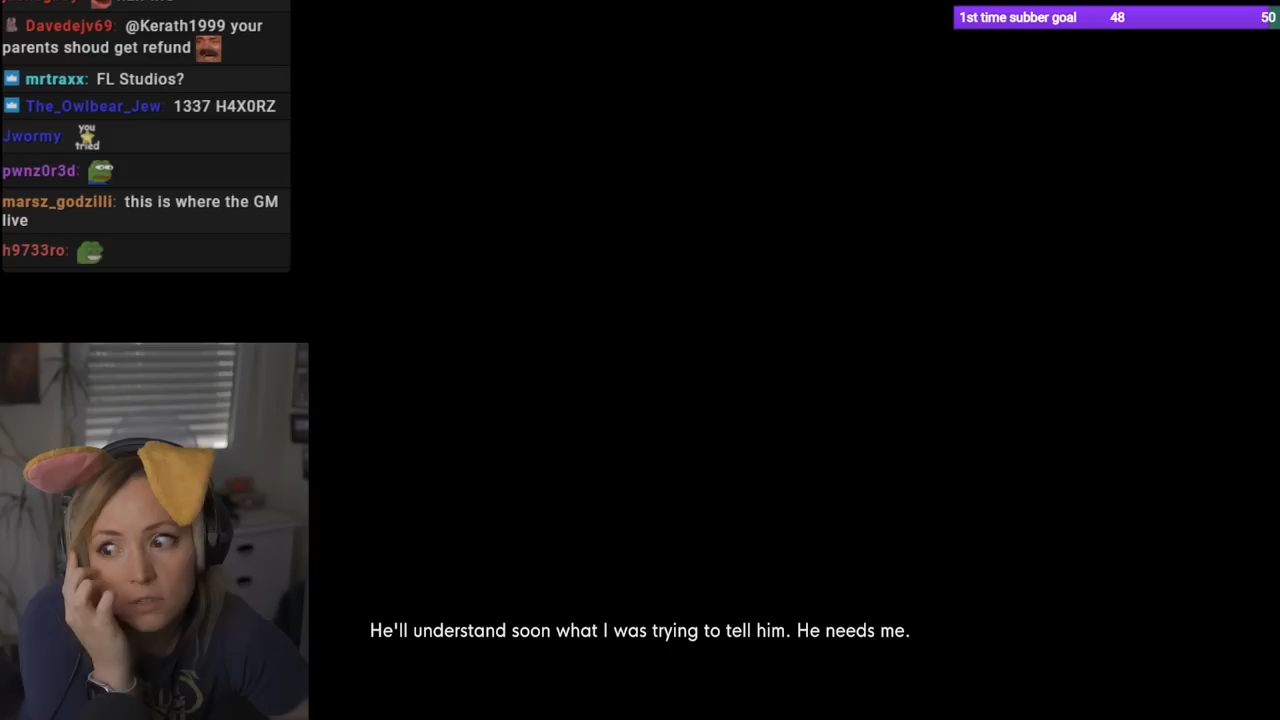 Davedejv69: @Kerath1999 your
parents shoud get refund
mrtraxx: FL Studios?
The_Owlbear_Jew: 1337 H4X0RZ
Jwormy: you tried
pwnz0r3d:
marsz_godzilli: this is where the GM
live
h9733ro:
1st time subber goal 48 50
He'll understand soon what I was trying to tell him. He needs me.